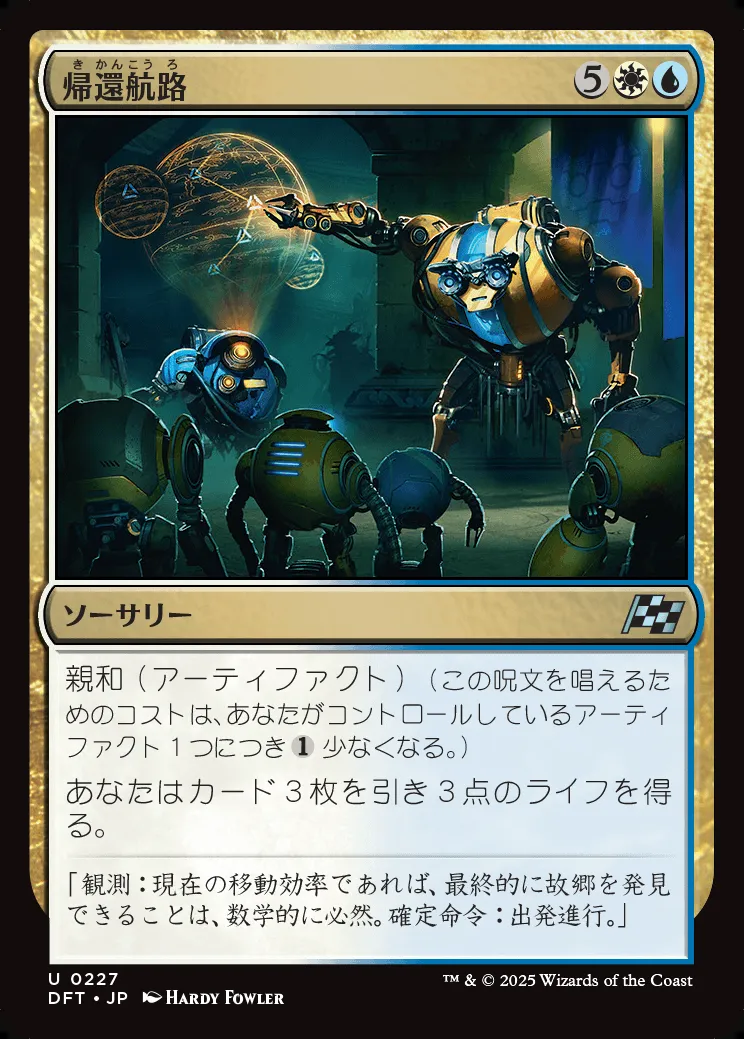 きかんこうろ
帰還航路 5
ソーサリー
親和（アーティファクト）（この呪文を唱えるた
めのコストは、あなたがコントロールしているアーティ
ファクト１つにつき 1 少なくなる。）
あなたはカード３枚を引き３点のライフを得
る。
「観測：現在の移動効率であれば、最終的に故郷を発見
できることは、数学的に必然。確定命令：出発進行。」
U 0227
DFT • JP HARDY FOWLER
™ & © 2025 Wizards of the Coast